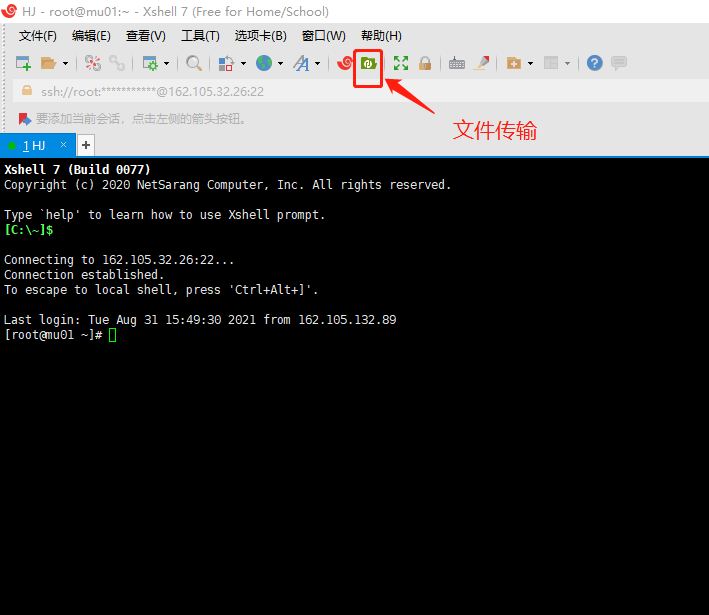 HJ - root@mu01:~ - Xshell 7 (Free for Home/School)
文件(F) 编辑(E) 查看(V) 工具(T) 选项卡(B) 窗口(W) 帮助(H)
ssh://root:***********@162.105.32.26:22
要添加当前会话，点击左侧的箭头按钮。
文件传输
1 HJ × +
Xshell 7 (Build 0077)
Copyright (c) 2020 NetSarang Computer, Inc. All rights reserved.
Type `help' to learn how to use Xshell prompt.
[C:\~]$
Connecting to 162.105.32.26:22...
Connection established.
To escape to local shell, press 'Ctrl+Alt+]'.
Last login: Tue Aug 31 15:49:30 2021 from 162.105.132.89
[root@mu01 ~]#